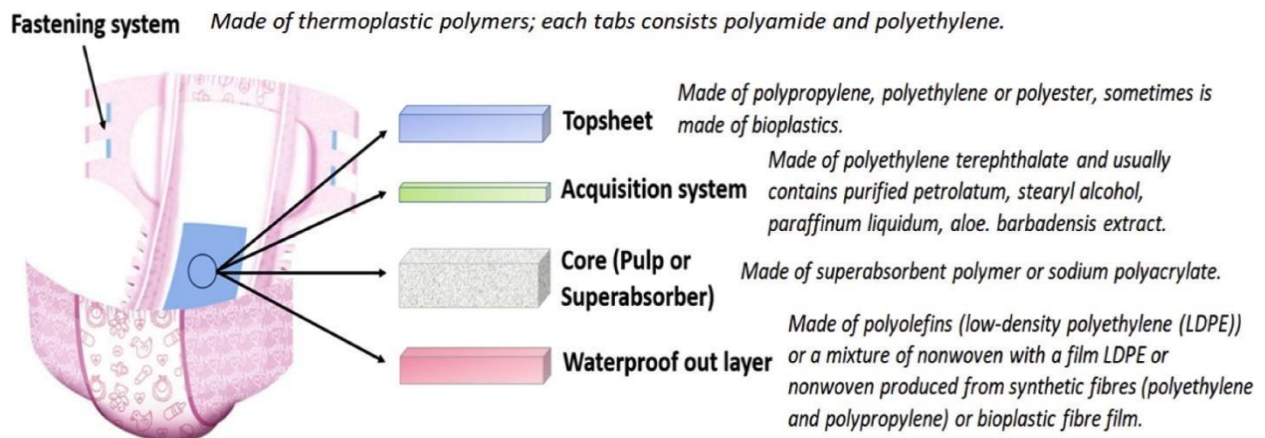 Fastening system
Made of thermoplastic polymers; each tabs consists polyamide and polyethylene.
Topsheet
Made of polypropylene, polyethylene or polyester, sometimes is
made of bioplastics.
Acquisition system
Made of polyethylene terephthalate and usually
contains purified petrolatum, stearyl alcohol,
paraffinum liquidum, aloe. barbadensis extract.
Core (Pulp or
Superabsorber)
Made of superabsorbent polymer or sodium polyacrylate.
Waterproof out layer
Made of polyolefins (low-density polyethylene (LDPE))
or a mixture of nonwoven with a film LDPE or
nonwoven produced from synthetic fibres (polyethylene
and polypropylene) or bioplastic fibre film.